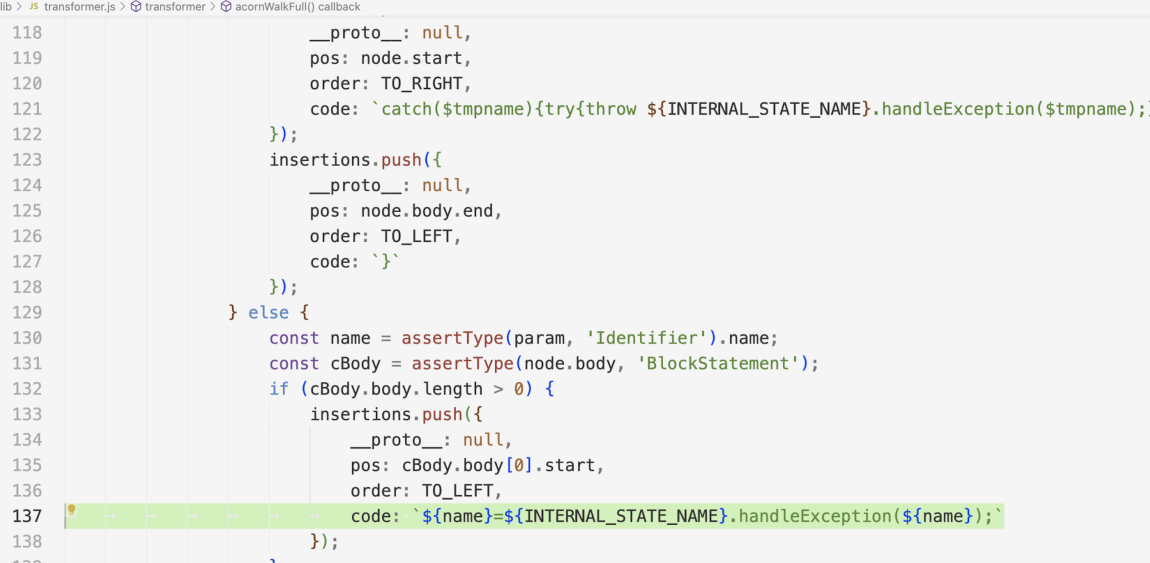 lib > JS transformer.js > transformer > acornWalkFull() callback
118 __proto__: null,
119 pos: node.start,
120 order: TO_RIGHT,
121 code: `catch($tmpname){try{throw ${INTERNAL_STATE_NAME}.handleException($tmpname);}
122 });
123 insertions.push({
124 __proto__: null,
125 pos: node.body.end,
126 order: TO_LEFT,
127 code: `}`
128 });
129 } else {
130 const name = assertType(param, 'Identifier').name;
131 const cBody = assertType(node.body, 'BlockStatement');
132 if (cBody.body.length > 0) {
133 insertions.push({
134 __proto__: null,
135 pos: cBody.body[0].start,
136 order: TO_LEFT,
137 code: `${name}=${INTERNAL_STATE_NAME}.handleException(${name});`
138 });